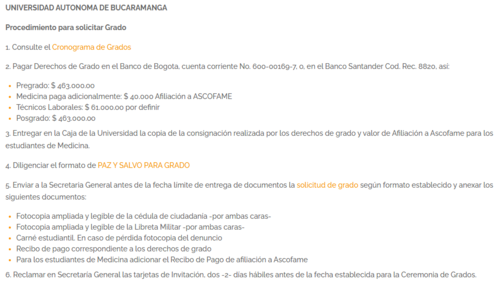 UNIVERSIDAD AUTONOMA DE BUCARAMANGA
Procedimiento para solicitar Grado
1. Consulte el Cronograma de Grados
2. Pagar Derechos de Grado en el Banco de Bogota, cuenta corriente No. 600-00169-7, o, en el Banco Santander Cod. Rec. 8820, asi:
• Pregrado: $ 463.000.00
• Medicina paga adicionalmente: $ 40.000 Afiliación a ASCOFAME
• Técnicos Laborales: $ 61.000.00 por definir
• Posgrado: $ 463.000.00
3. Entregar en la Caja de la Universidad la copia de la consignación realizada por los derechos de grado y valor de Afiliación a Ascofame para los
estudiantes de Medicina.
4. Diligenciar el formato de PAZ Y SALVO PARA GRADO
5. Enviar a la Secretaria General antes de la fecha límite de entrega de documentos la solicitud de grado según formato establecido y anexar los
siguientes documentos:
• Fotocopia ampliada y legible de la cédula de ciudadanía -por ambas caras-
• Fotocopia ampliada y legible de la Libreta Militar -por ambas caras-
• Carné estudiantil. En caso de pérdida fotocopia del denuncio
• Recibo de pago correspondiente a los derechos de grado
• Para los estudiantes de Medicina adicionar el Recibo de Pago de afiliación a Ascofame
6. Reclamar en Secretaría General las tarjetas de Invitación, dos -2- días hábiles antes de la fecha establecida para la Ceremonia de Grados.